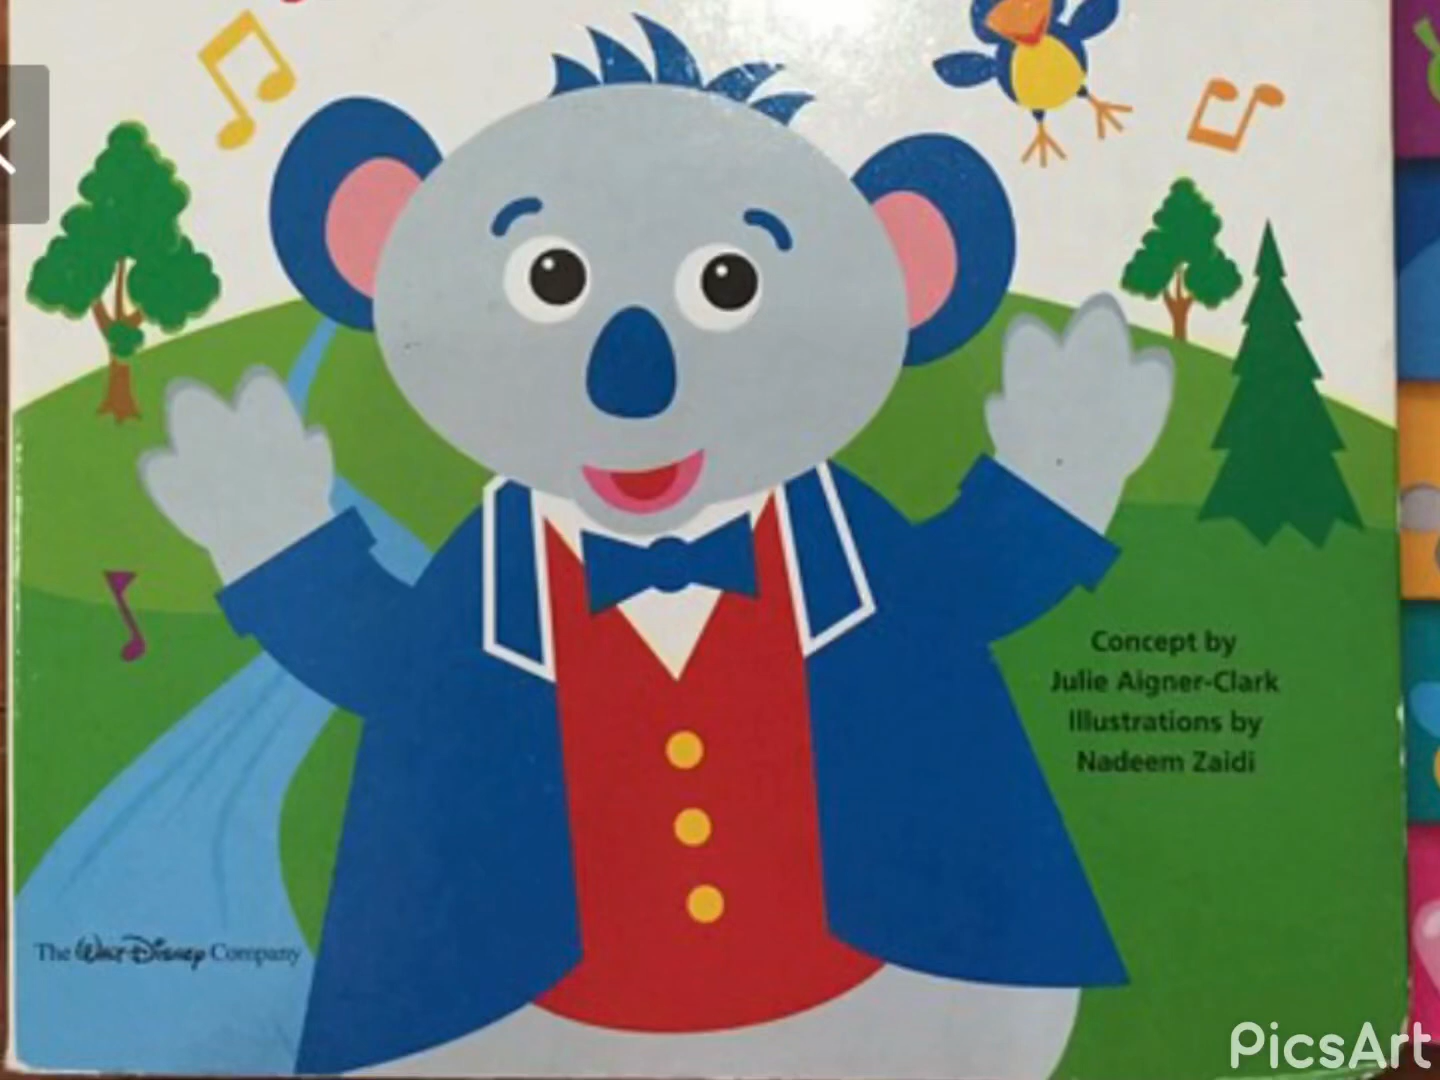 Concept by
Julie Aigner-Clark
Illustrations by
Nadeem Zaidi
The Walt Disney Company
PicsArt